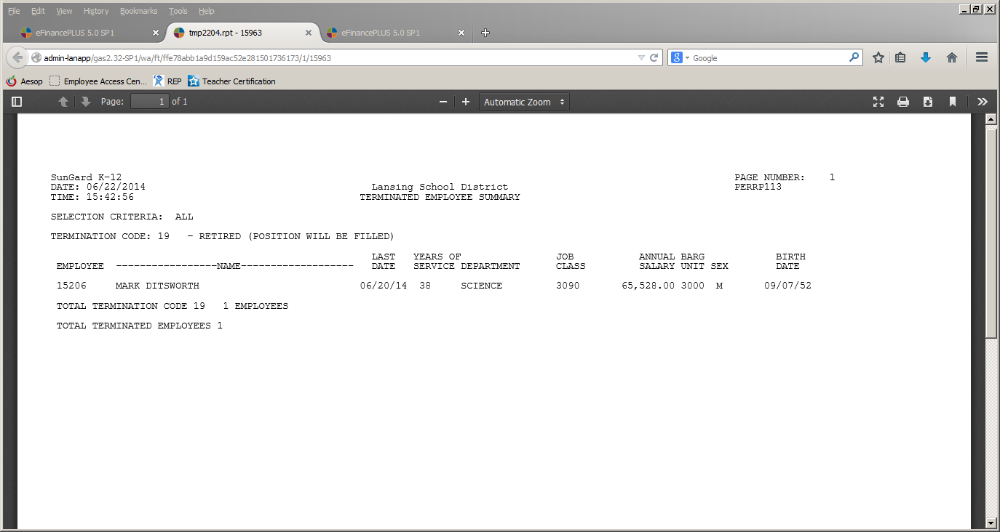 File Edit View History Bookmarks Tools Help
eFinancePLUS 5.0 SP1 tmp2204.rpt - 15963 eFinancePLUS 5.0 SP1
admin-lanapp/gas2.32-SP1/wa/ft/ffe78abb1a9d159ac52e281501736173/1/15963 8 Google
Aesop Employee Access Cen... REP Teacher Certification
Page: 1 of 1 Automatic Zoom
SunGard K-12 PAGE NUMBER: 1
DATE: 06/22/2014 Lansing School District PERRP113
TIME: 15:42:56 TERMINATED EMPLOYEE SUMMARY
SELECTION CRITERIA: ALL
TERMINATION CODE: 19 - RETIRED (POSITION WILL BE FILLED)
LAST YEARS OF JOB ANNUAL BARG BIRTH
EMPLOYEE -----------------NAME------------------- DATE SERVICE DEPARTMENT CLASS SALARY UNIT SEX DATE
15206 MARK DITSWORTH 06/20/14 38 SCIENCE 3090 65,528.00 3000 M 09/07/52
TOTAL TERMINATION CODE 19 1 EMPLOYEES
TOTAL TERMINATED EMPLOYEES 1